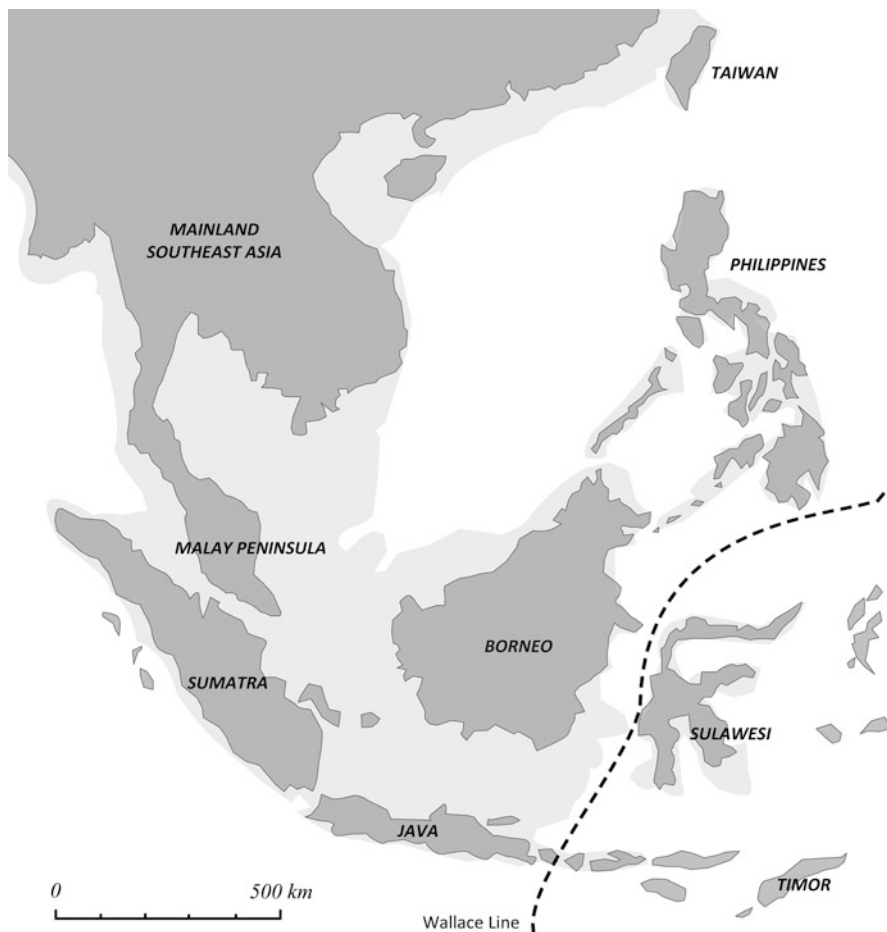 TAIWAN
MAINLAND
SOUTHEAST ASIA
PHILIPPINES
MALAY PENINSULA
BORNEO
SUMATRA
SULAWESI
JAVA
TIMOR
0 500 km
Wallace Line